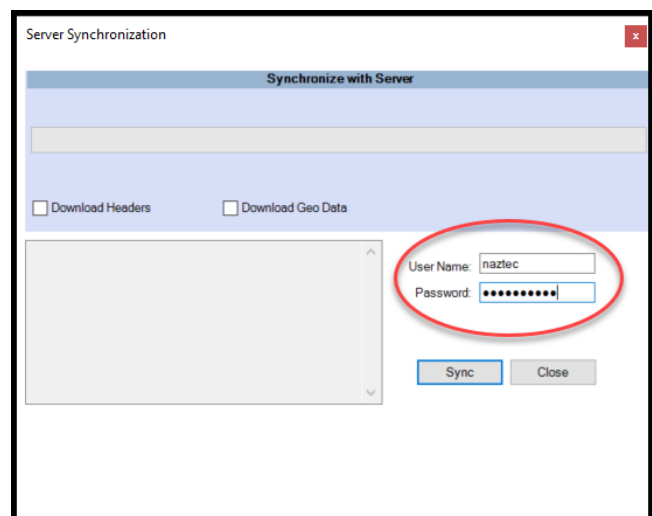 Server Synchronization
x
Synchronize with Server
Download Headers Download Geo Data
User Name: naztec
Password: ●●●●●●●●●●
Sync Close